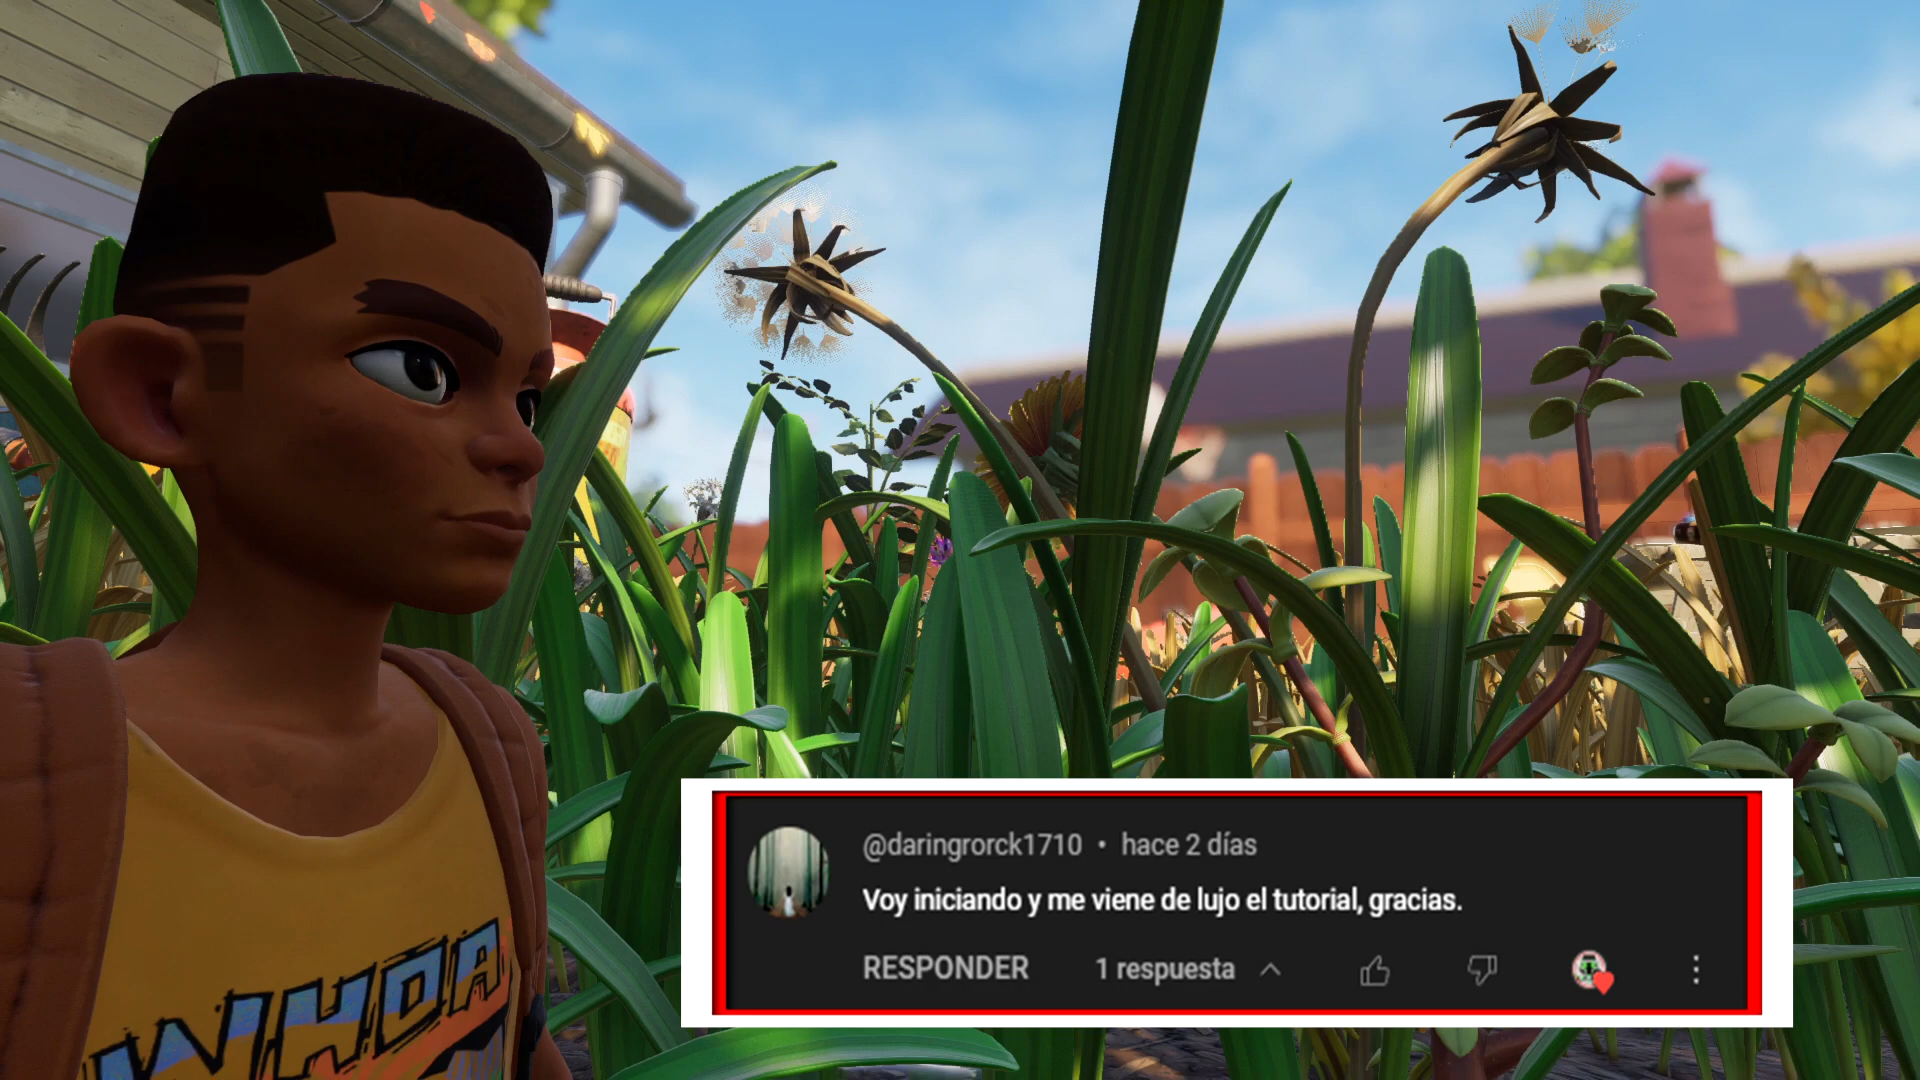 WHOA
@daringrorck1710 • hace 2 días
Voy iniciando y me viene de lujo el tutorial, gracias.
RESPONDER 1 respuesta